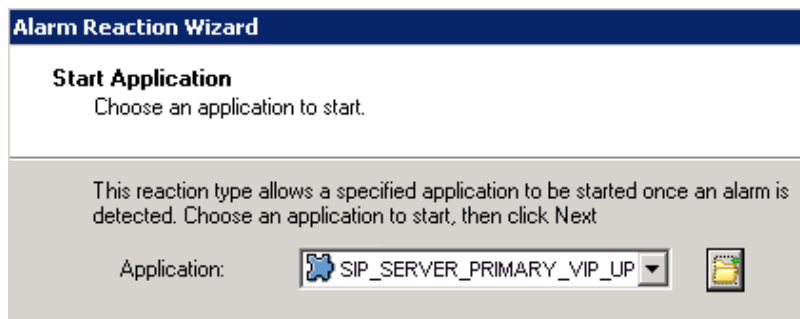 Alarm Reaction Wizard
Start Application
Choose an application to start.
This reaction type allows a specified application to be started once an alarm is
detected. Choose an application to start, then click Next
Application: SIP_SERVER_PRIMARY_VIP_UP